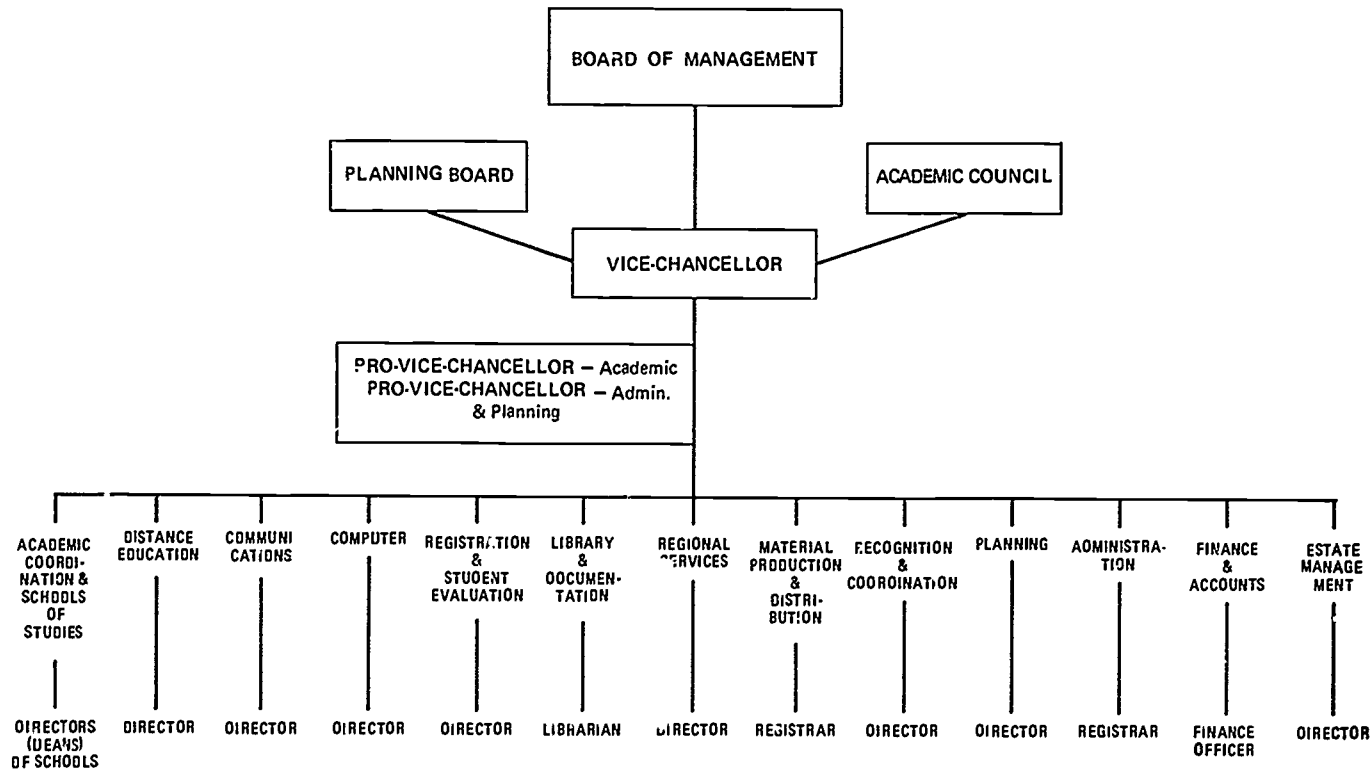 BOARD OF MANAGEMENT
PLANNING BOARD
ACADEMIC COUNCIL
VICE-CHANCELLOR
PRO-VICE-CHANCELLOR – Academic
PRO-VICE-CHANCELLOR – Admin.
& Planning
ACADEMIC
COORDI-
NATION &
SCHOOLS
OF
STUDIES
DISTANCE
EDUCATION
COMMUNI
CATIONS
COMPUTER
REGISTRATION
&
STUDENT
EVALUATION
LIBRARY
&
DOCUMEN-
TATION
REGIONAL
SERVICES
MATERIAL
PRODUCTION
&
DISTRI-
BUTION
RECOGNITION
&
COORDINATION
PLANNING
ADMINISTRA-
TION
FINANCE
&
ACCOUNTS
ESTATE
MANAGE
MENT
DIRECTORS
(DEANS)
OF SCHOOLS
DIRECTOR
DIRECTOR
DIRECTOR
DIRECTOR
LIBRARIAN
DIRECTOR
REGISTRAR
DIRECTOR
DIRECTOR
REGISTRAR
FINANCE
OFFICER
DIRECTOR